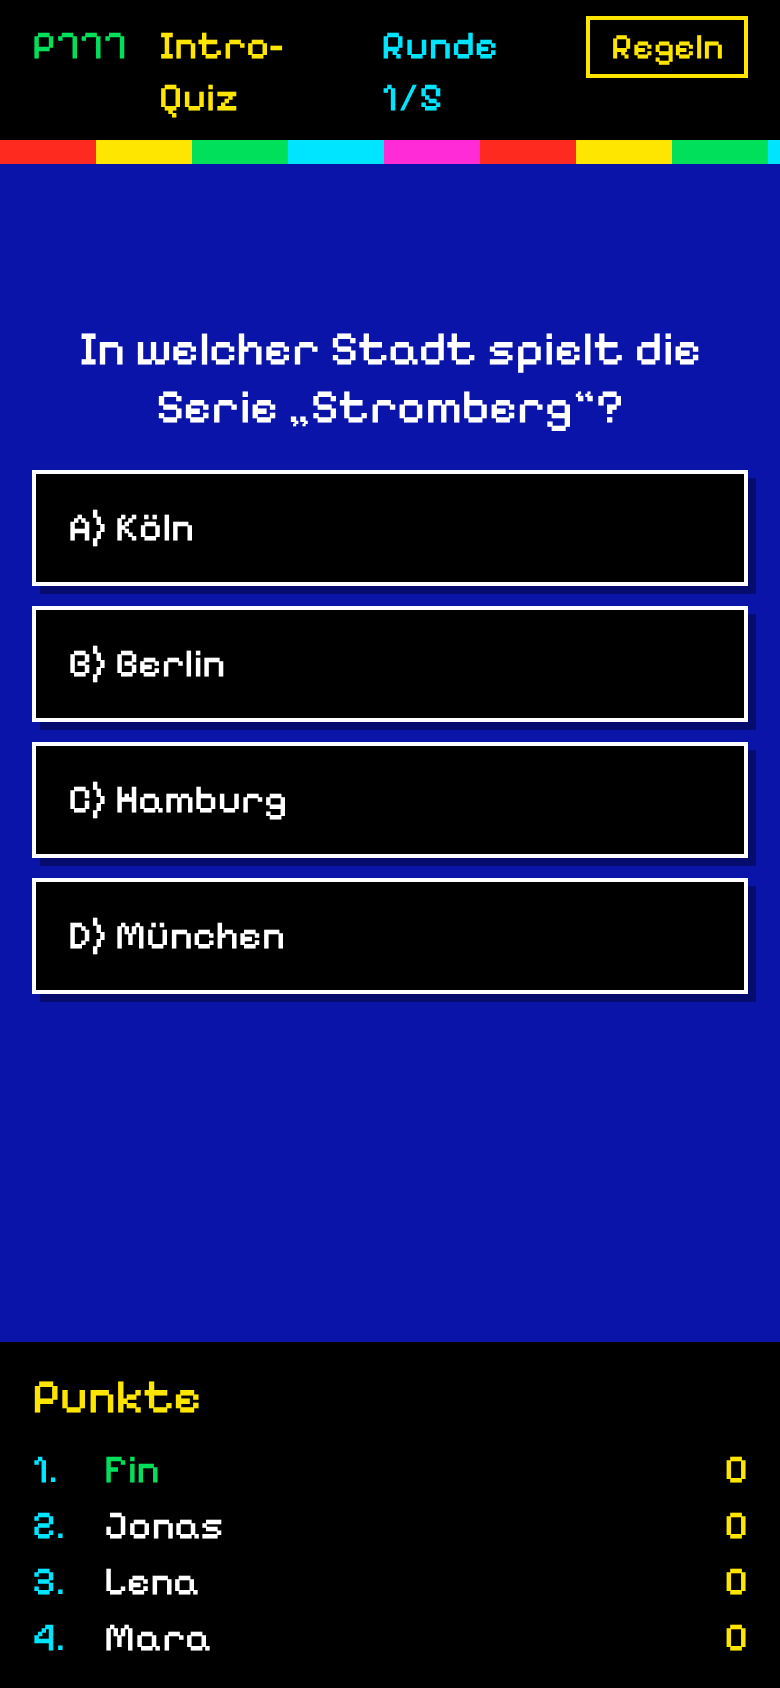 P777 Intro-Quiz Runde 1/8 Regeln
In welcher Stadt spielt die
Serie „Stromberg“?
A) Köln
B) Berlin
C) Hamburg
D) München
Punkte
1. Fin 0
2. Jonas 0
3. Lena 0
4. Mara 0